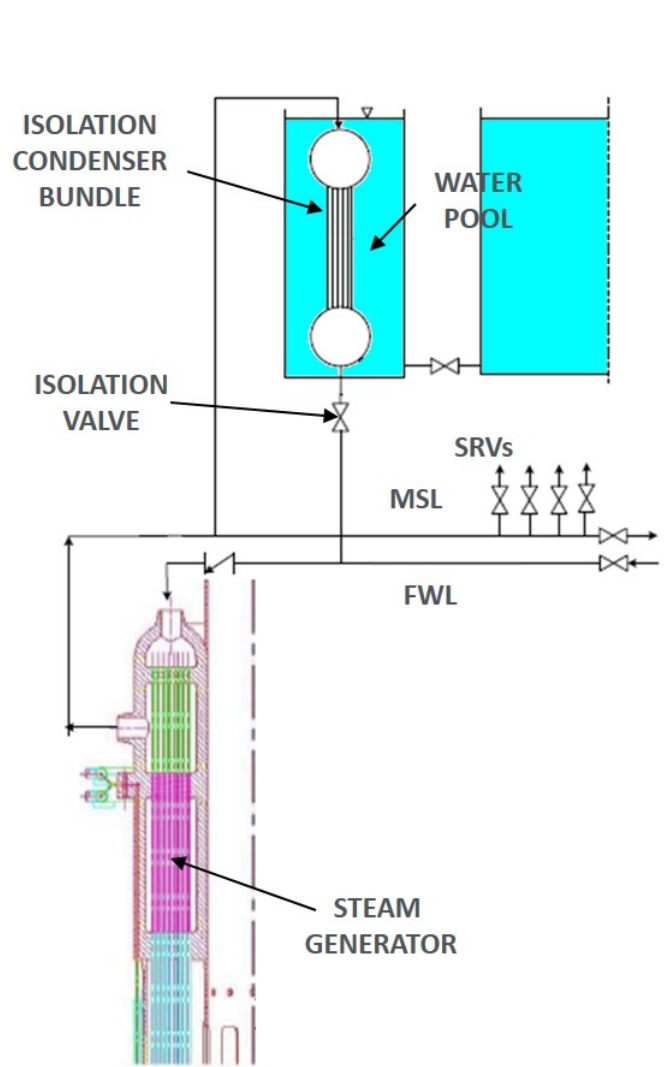 ISOLATION
CONDENSER
BUNDLE
WATER
POOL
ISOLATION
VALVE
SRVs
MSL
FWL
STEAM
GENERATOR